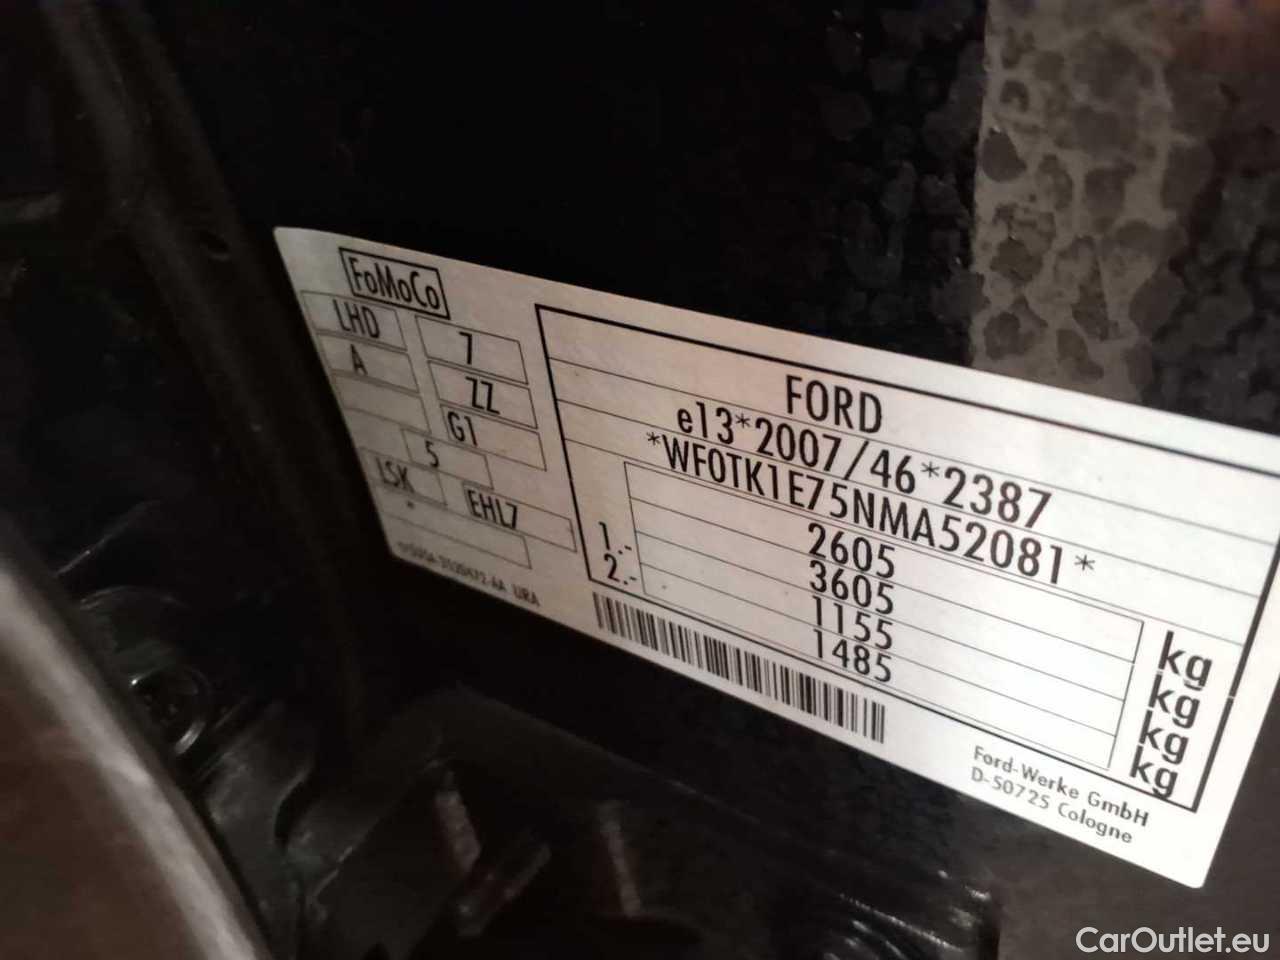 FoMoCo
LHD 7
A ZZ
G1
5
LSK EHL7
FORD
e13*2007/46*2387
*WF0TK1E75NMA52081*
2605 kg
3605 kg
1.- 1155 kg
2.- 1485 kg
URA
Ford-Werke GmbH
D-50725 Cologne
CarOutlet.eu